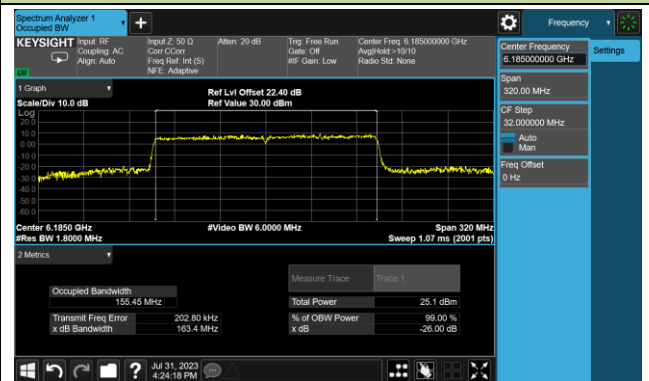 Spectrum Analyzer 1
Occupied BW
Frequency
KEYSIGHT
Input: RF
Coupling: AC
Align: Auto
Input Z: 50 Ω
Corr CCorr
Freq Ref: Int (S)
NFE: Adaptive
Atten: 20 dB
Trig: Free Run
Gate: Off
#IF Gain: Low
Center Freq: 6.185000000 GHz
Avg|Hold:>10/10
Radio Std: None
Center Frequency
6.185000000 GHz
Settings
Span
320.00 MHz
CF Step
32.000000 MHz
Auto
Man
Freq Offset
0 Hz
1 Graph
Scale/Div 10.0 dB
Ref Lvl Offset 22.40 dB
Ref Value 30.00 dBm
Log
20.0
10.0
0.00
-10.0
-20.0
-30.0
-40.0
-50.0
-60.0
Center 6.1850 GHz
#Res BW 1.8000 MHz
#Video BW 6.0000 MHz
Span 320 MHz
Sweep 1.07 ms (2001 pts)
2 Metrics
Measure Trace
Trace 1
Occupied Bandwidth
155.45 MHz
Total Power
25.1 dBm
Transmit Freq Error
202.80 kHz
% of OBW Power
99.00 %
x dB Bandwidth
163.4 MHz
x dB
-26.00 dB
Jul 31, 2023
4:24:18 PM